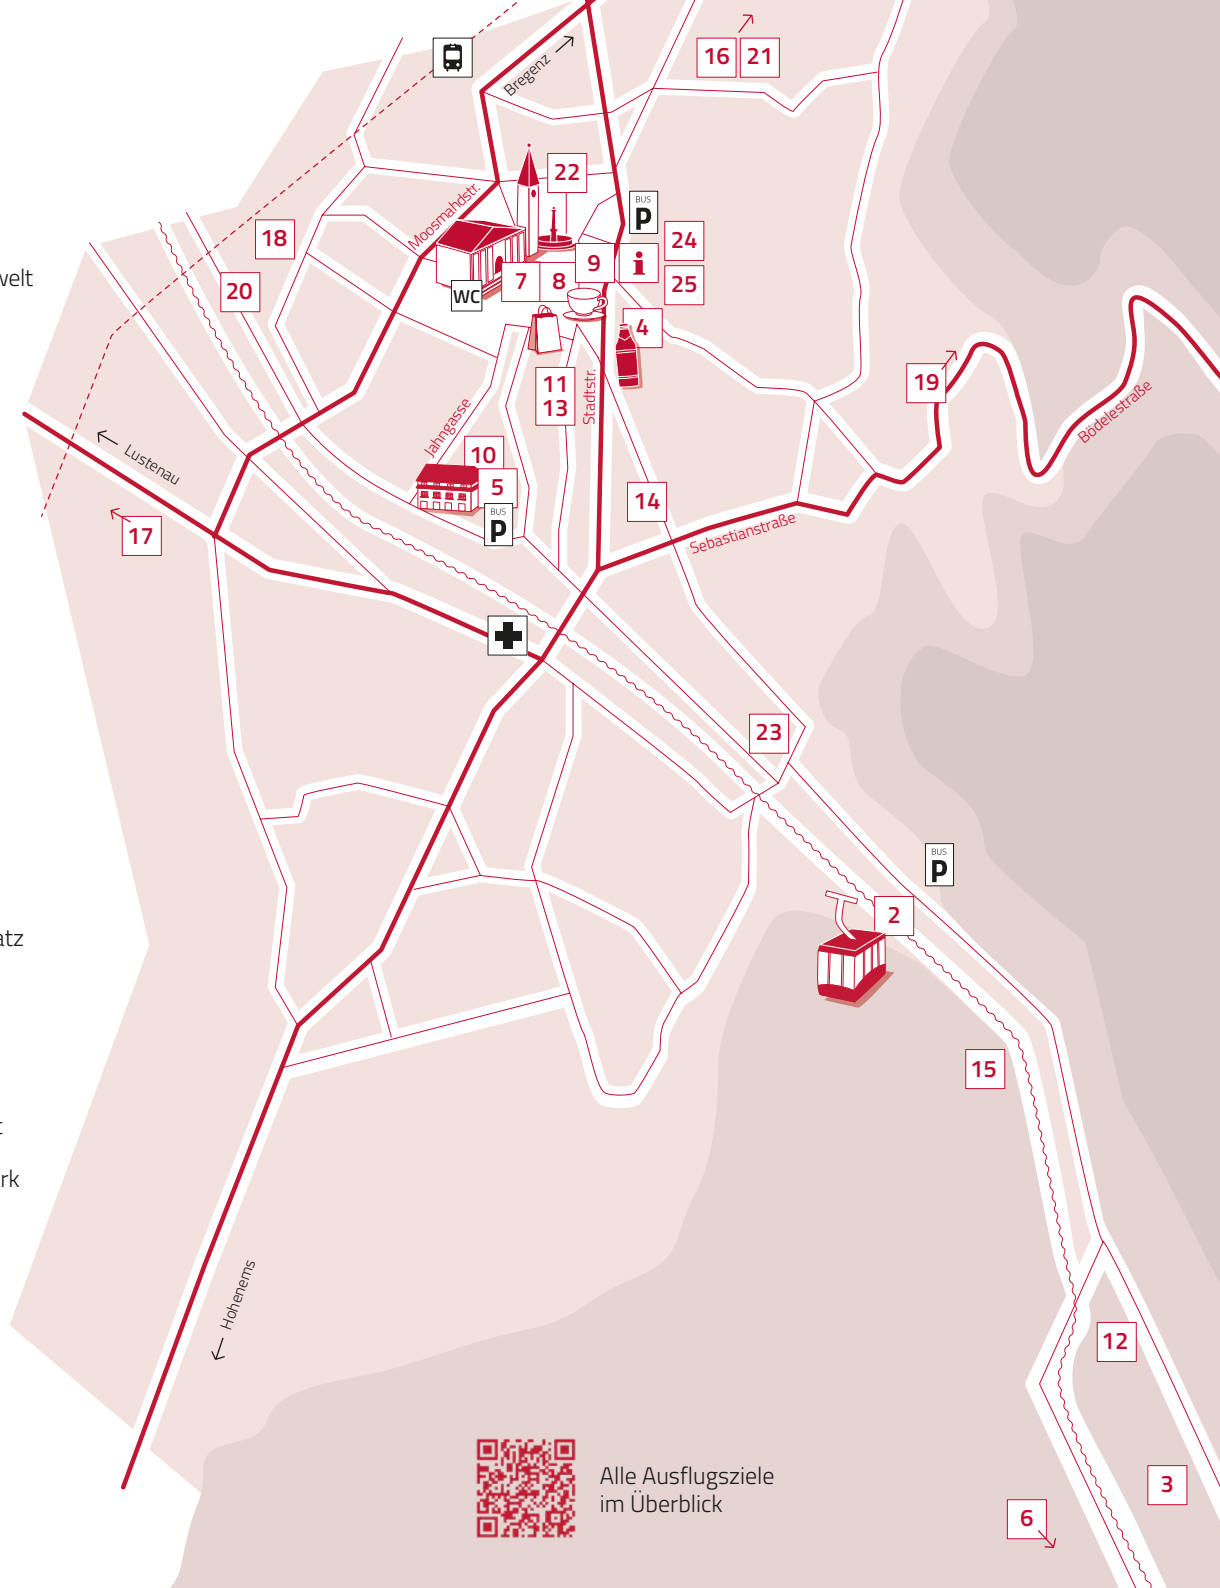 16 21
Bregenz
22
Moosmahdstr.
BUS
P
18
24
9
i
welt
7 8
25
20
WC
4
11
13
Stadtstr.
19
Bödelestraße
Jahngasse
Lustenau
10
5
14
BUS
P
17
Sebastianstraße
23
BUS
P
2
atz
15
rk
Hohenems
12
Alle Ausflugsziele
im Überblick
3
6